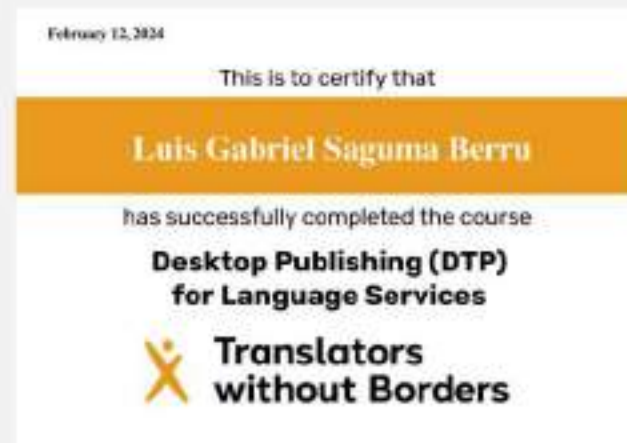 February 12, 2024
This is to certify that
Luis Gabriel Saguma Berru
has successfully completed the course
Desktop Publishing (DTP)
for Language Services
Translators
without Borders